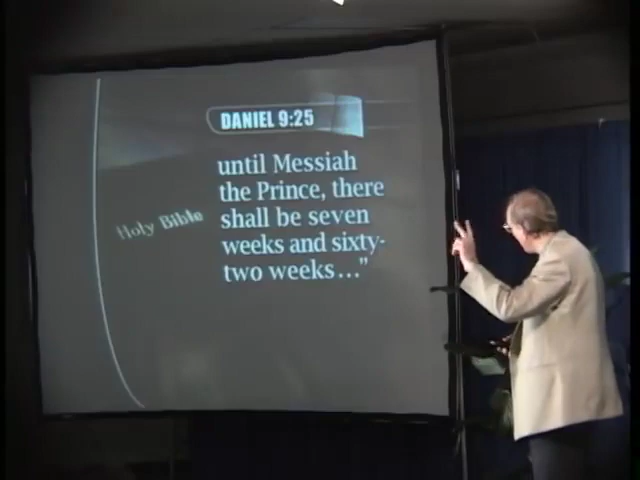 DANIEL 9:25
until Messiah
the Prince, there
shall be seven
Holy Bible
weeks and sixty-
two weeks..."